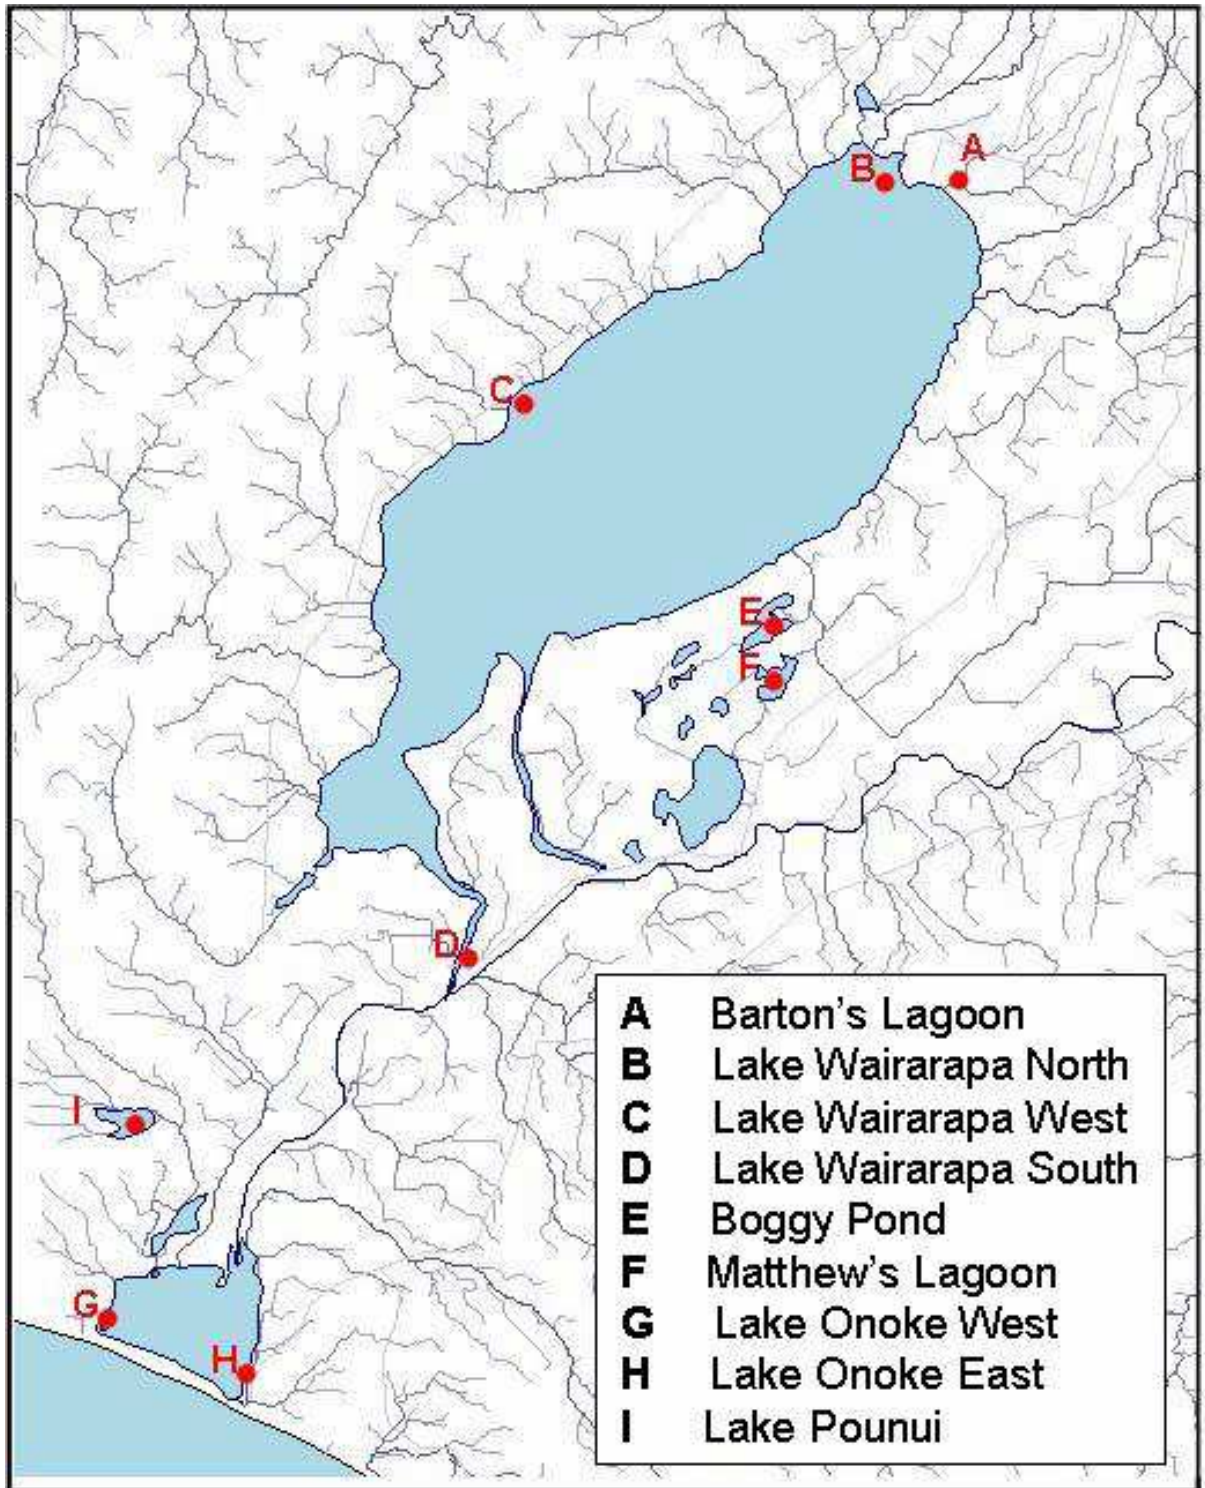 A
B
C
E
F
D
I
G
H
A Barton's Lagoon
B Lake Wairarapa North
C Lake Wairarapa West
D Lake Wairarapa South
E Boggy Pond
F Matthew's Lagoon
G Lake Onoke West
H Lake Onoke East
I Lake Pounui